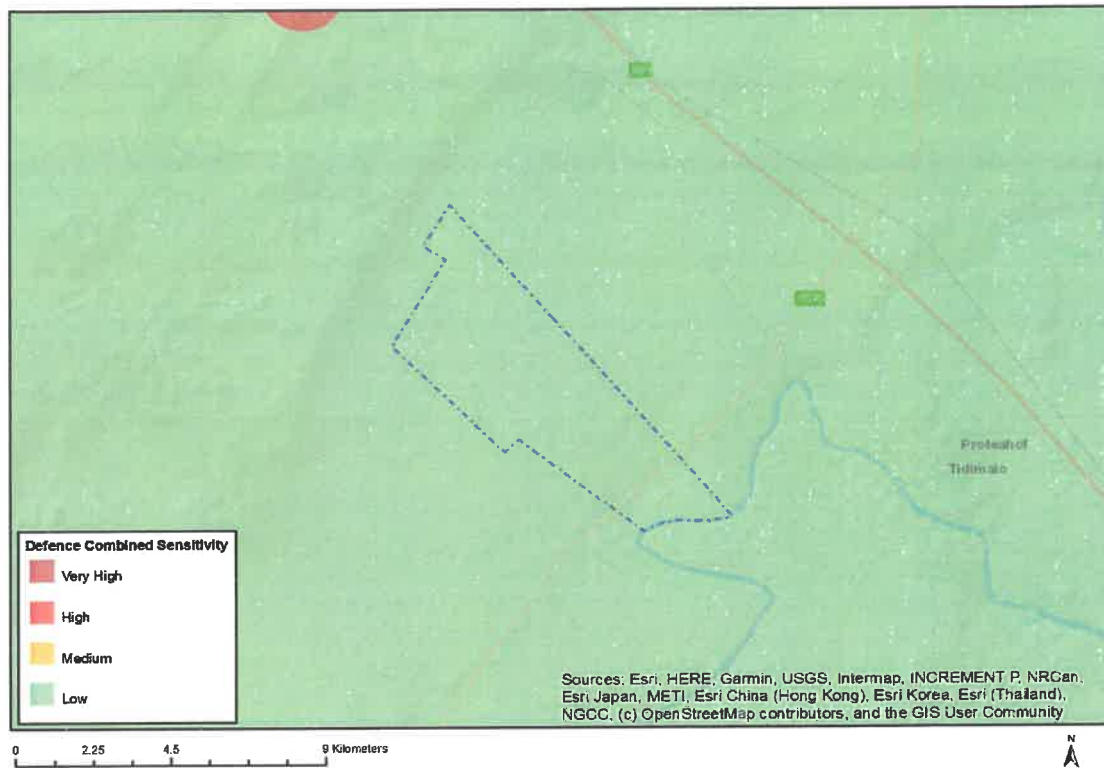 Proteahof
Tidimalo
Defence Combined Sensitivity
Very High
High
Medium
Low
Sources: Esri, HERE, Garmin, USGS, Intermap, INCREMENT P, NRCan,
Esri Japan, METI, Esri China (Hong Kong), Esri Korea, Esri (Thailand),
NGCC, (c) OpenStreetMap contributors, and the GIS User Community
0 2.25 4.5 9 Kilometers
N